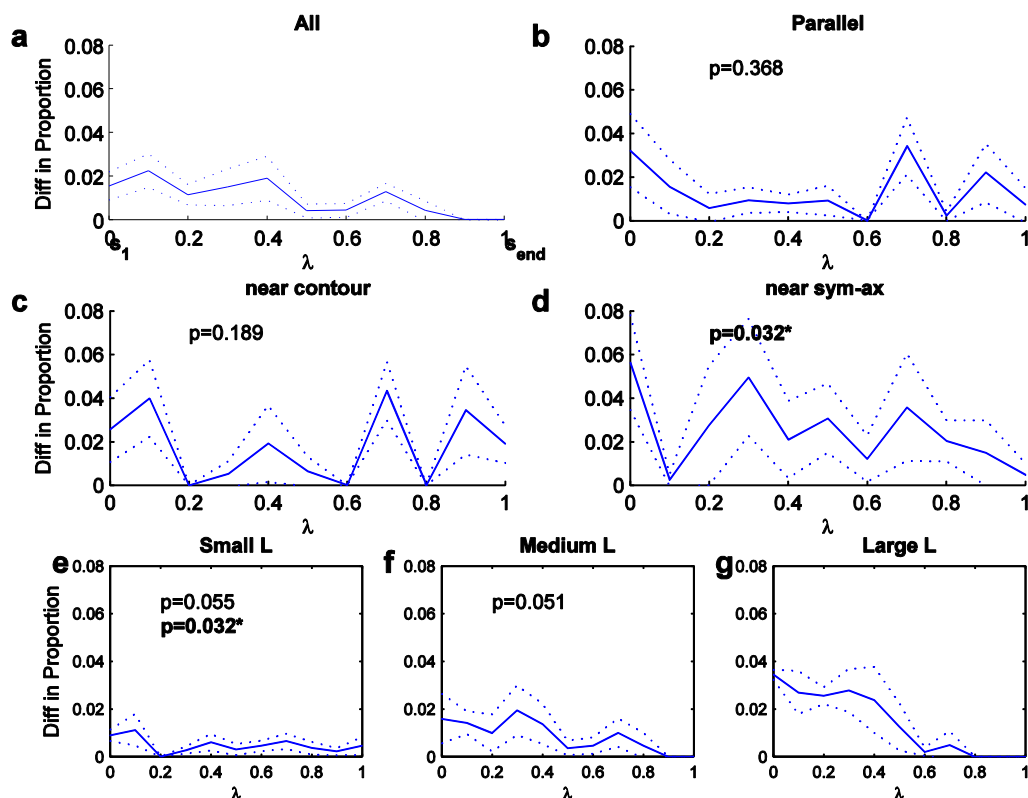 a
All
Diff in Proportion
0.08
0.06
0.04
0.02
0
0 0.2 0.4 0.6 0.8 1
s1
send
λ
b
Parallel
p=0.368
0.08
0.06
0.04
0.02
0
0 0.2 0.4 0.6 0.8 1
λ
c
near contour
p=0.189
Diff in Proportion
0.08
0.06
0.04
0.02
0
0 0.2 0.4 0.6 0.8 1
λ
d
near sym-ax
p=0.032*
0.08
0.06
0.04
0.02
0
0 0.2 0.4 0.6 0.8 1
λ
e
Small L
p=0.055
p=0.032*
Diff in Proportion
0.08
0.06
0.04
0.02
0
0 0.2 0.4 0.6 0.8 1
λ
f
Medium L
p=0.051
0.08
0.06
0.04
0.02
0
0 0.2 0.4 0.6 0.8 1
λ
g
Large L
0.08
0.06
0.04
0.02
0
0 0.2 0.4 0.6 0.8 1
λ